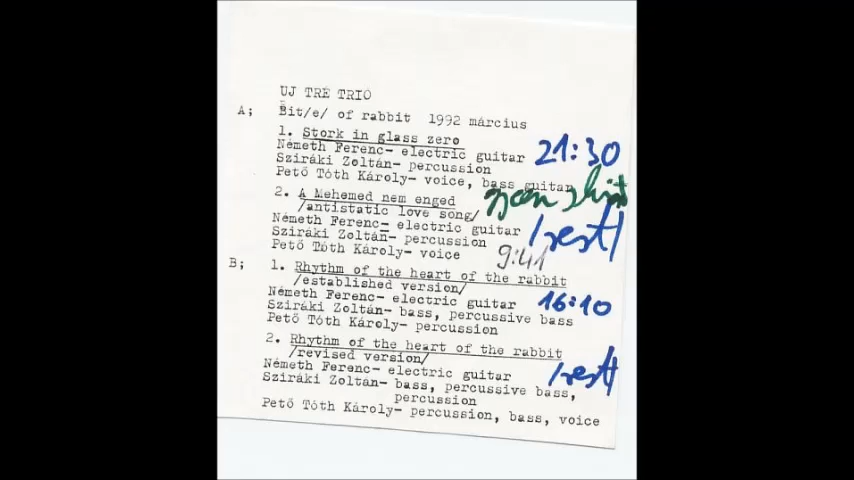 UJ TRÉ TRIÓ
A; Bit/e/ of rabbit 1992 március
1. Stork in glass zero
Németh Ferenc- electric guitar 21:30
Sziráki Zoltán- percussion
Pető Tóth Károly- voice, bass guitar
2. A Mehemed nem enged
/antistatic love song/
Németh Ferenc- electric guitar /rest/
Sziráki Zoltán- percussion
Pető Tóth Károly- voice 9:41
B; 1. Rhythm of the heart of the rabbit
/established version/
Németh Ferenc- electric guitar 16:10
Sziráki Zoltán- bass, percussive bass
Pető Tóth Károly- percussion
2. Rhythm of the heart of the rabbit
/revised version/
Németh Ferenc- electric guitar /rest/
Sziráki Zoltán- bass, percussive bass,
percussion
Pető Tóth Károly- percussion, bass, voice